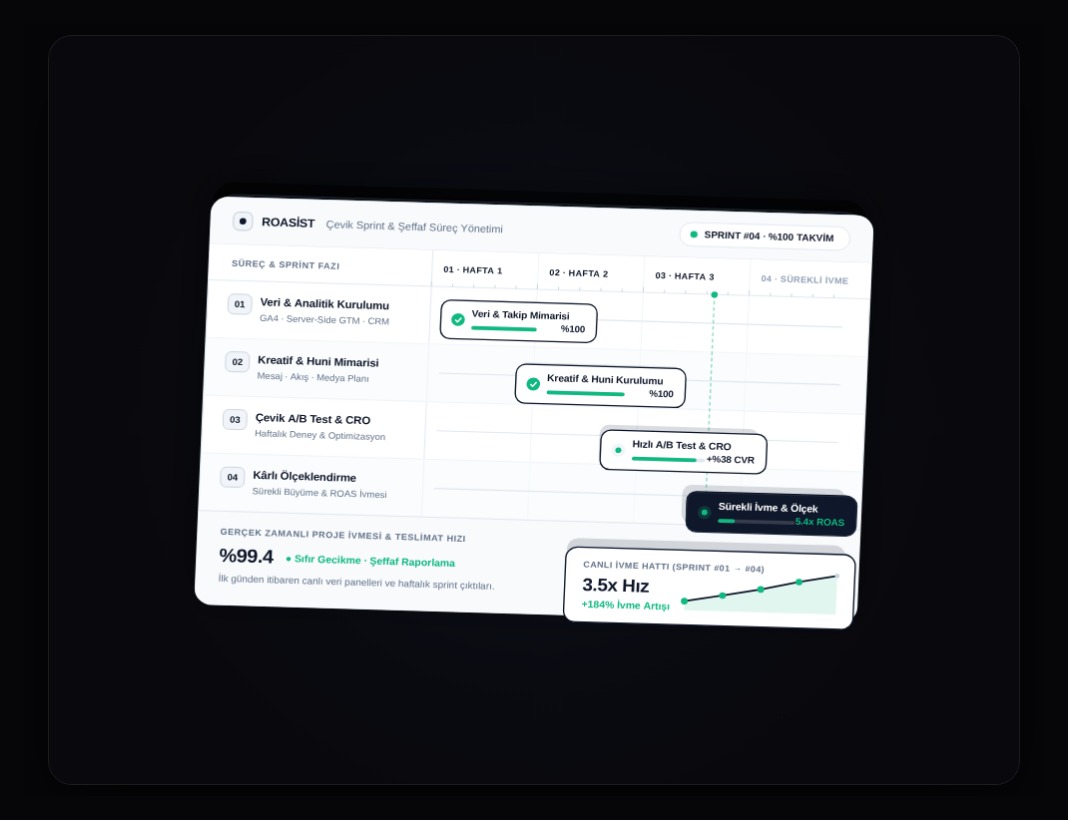 ROASİST Çevik Sprint & Şeffaf Süreç Yönetimi
SPRINT #04 · %100 TAKVİM
SÜREÇ & SPRİNT FAZI
01 · HAFTA 1
02 · HAFTA 2
03 · HAFTA 3
04 · SÜREKLİ İVME
01
Veri & Analitik Kurulumu
GA4 · Server-Side GTM · CRM
Veri & Takip Mimarisi
%100
02
Kreatif & Huni Mimarisi
Mesaj · Akış · Medya Planı
Kreatif & Huni Kurulumu
%100
03
Çevik A/B Test & CRO
Haftalık Deney & Optimizasyon
Hızlı A/B Test & CRO
+%38 CVR
04
Kârlı Ölçeklendirme
Sürekli Büyüme & ROAS İvmesi
Sürekli İvme & Ölçek
5.4x ROAS
GERÇEK ZAMANLI PROJE İVMESİ & TESLİMAT HIZI
%99.4 ● Sıfır Gecikme · Şeffaf Raporlama
İlk günden itibaren canlı veri panelleri ve haftalık sprint çıktıları.
CANLI İVME HATTI (SPRINT #01 → #04)
3.5x Hız
+184% İvme Artışı